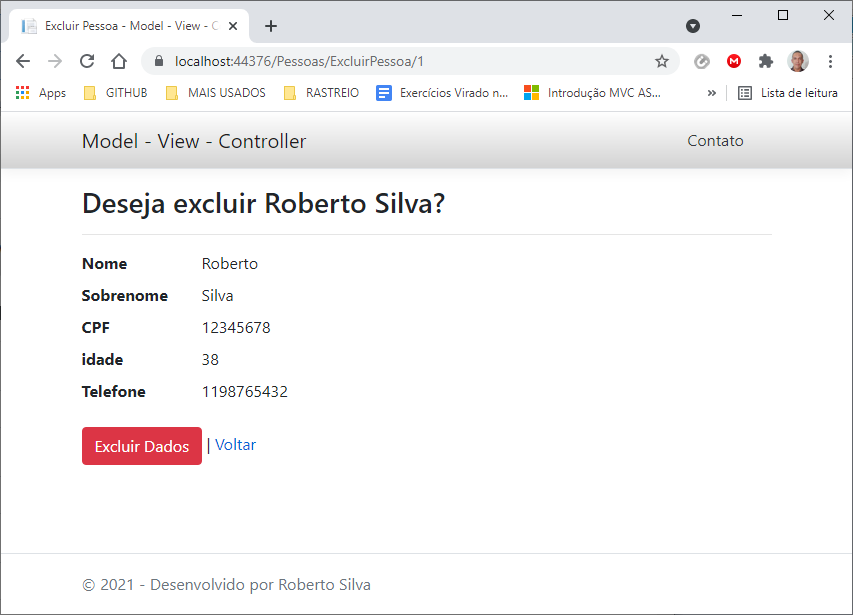 Excluir Pessoa - Model - View - C
localhost:44376/Pessoas/ExcluirPessoa/1
M
Apps GITHUB MAIS USADOS RASTREIO Exercícios Virado n... Introdução MVC AS... » Lista de leitura
Model - View - Controller Contato
Deseja excluir Roberto Silva?
Nome Roberto
Sobrenome Silva
CPF 12345678
idade 38
Telefone 1198765432
Excluir Dados | Voltar
© 2021 - Desenvolvido por Roberto Silva